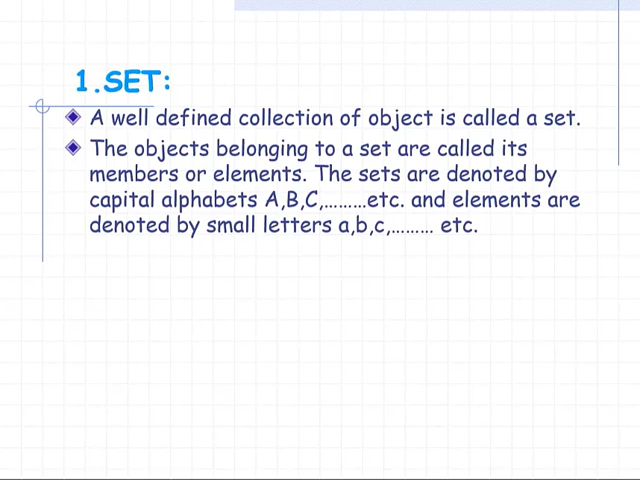 1.SET:
A well defined collection of object is called a set.
The objects belonging to a set are called its
members or elements. The sets are denoted by
capital alphabets A,B,C,………etc. and elements are
denoted by small letters a,b,c,……… etc.